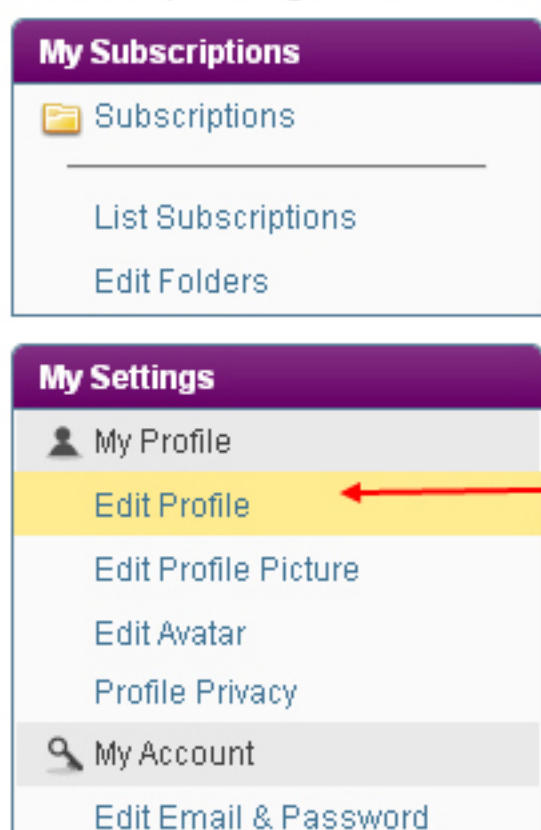 My Subscriptions
Subscriptions
List Subscriptions
Edit Folders
My Settings
My Profile
Edit Profile
Edit Profile Picture
Edit Avatar
Profile Privacy
My Account
Edit Email & Password